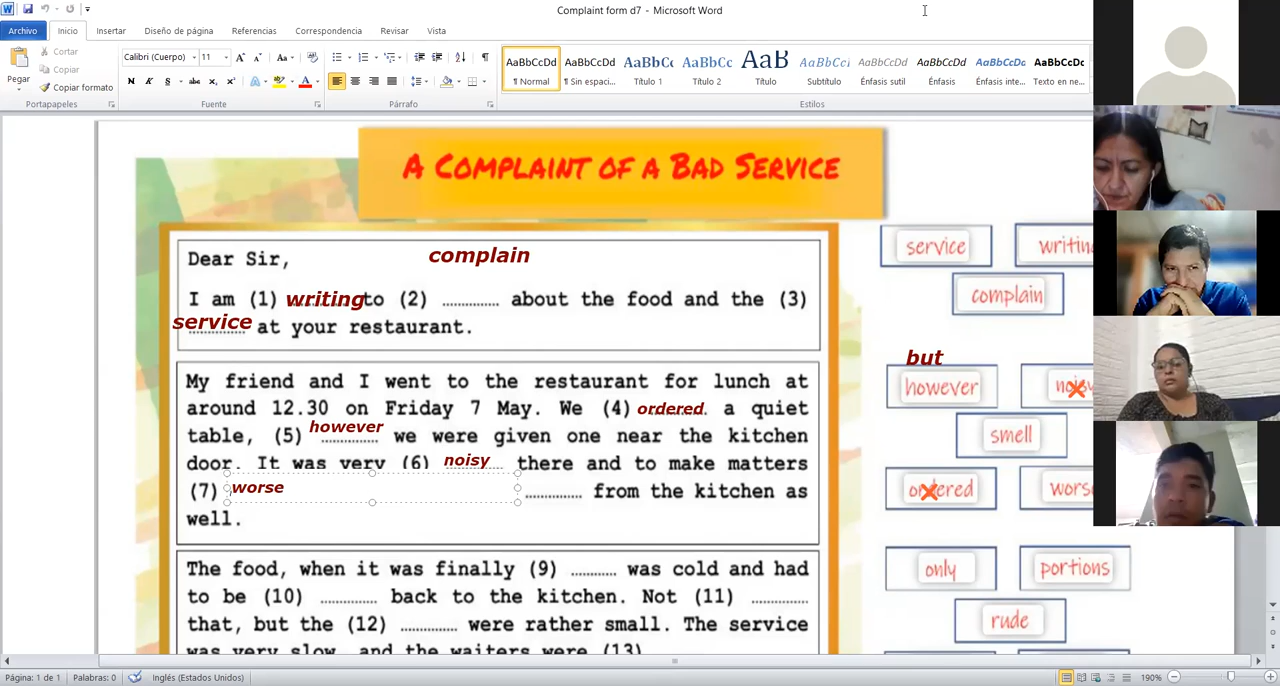 Complaint form d7 - Microsoft Word
Archivo Inicio Insertar Diseño de página Referencias Correspondencia Revisar Vista
Pegar
Cortar
Copiar
Copiar formato
Portapapeles
Calibri (Cuerpo) 11
Fuente
Párrafo
AaBbCcDd AaBbCcDd AaBbCc AaBbCc AaB AaBbCcI AaBbCcDd AaBbCcDd AaBbCcDd AaBbCcDc
¶ Normal ¶ Sin espaci... Título 1 Título 2 Título Subtítulo Énfasis sutil Énfasis Énfasis inte... Texto en ne...
Estilos
A Complaint of a Bad Service
Dear Sir,
complain
I am (1) writing to (2) ........... about the food and the (3)
service at your restaurant.
My friend and I went to the restaurant for lunch at
around 12.30 on Friday 7 May. We (4) ordered. a quiet
table, (5) however we were given one near the kitchen
door. It was very (6) noisy there and to make matters
(7) worse ........... from the kitchen as
well.
The food, when it was finally (9) ........... was cold and had
to be (10) ........... back to the kitchen. Not (11) ...........
that, but the (12) ........... were rather small. The service
was very slow, and the waiters were (13)
service
writin
complain
but
however
noisy
smell
ordered
worse
only
portions
rude
Página: 1 de 1 Palabras: 0 Inglés (Estados Unidos) 190%